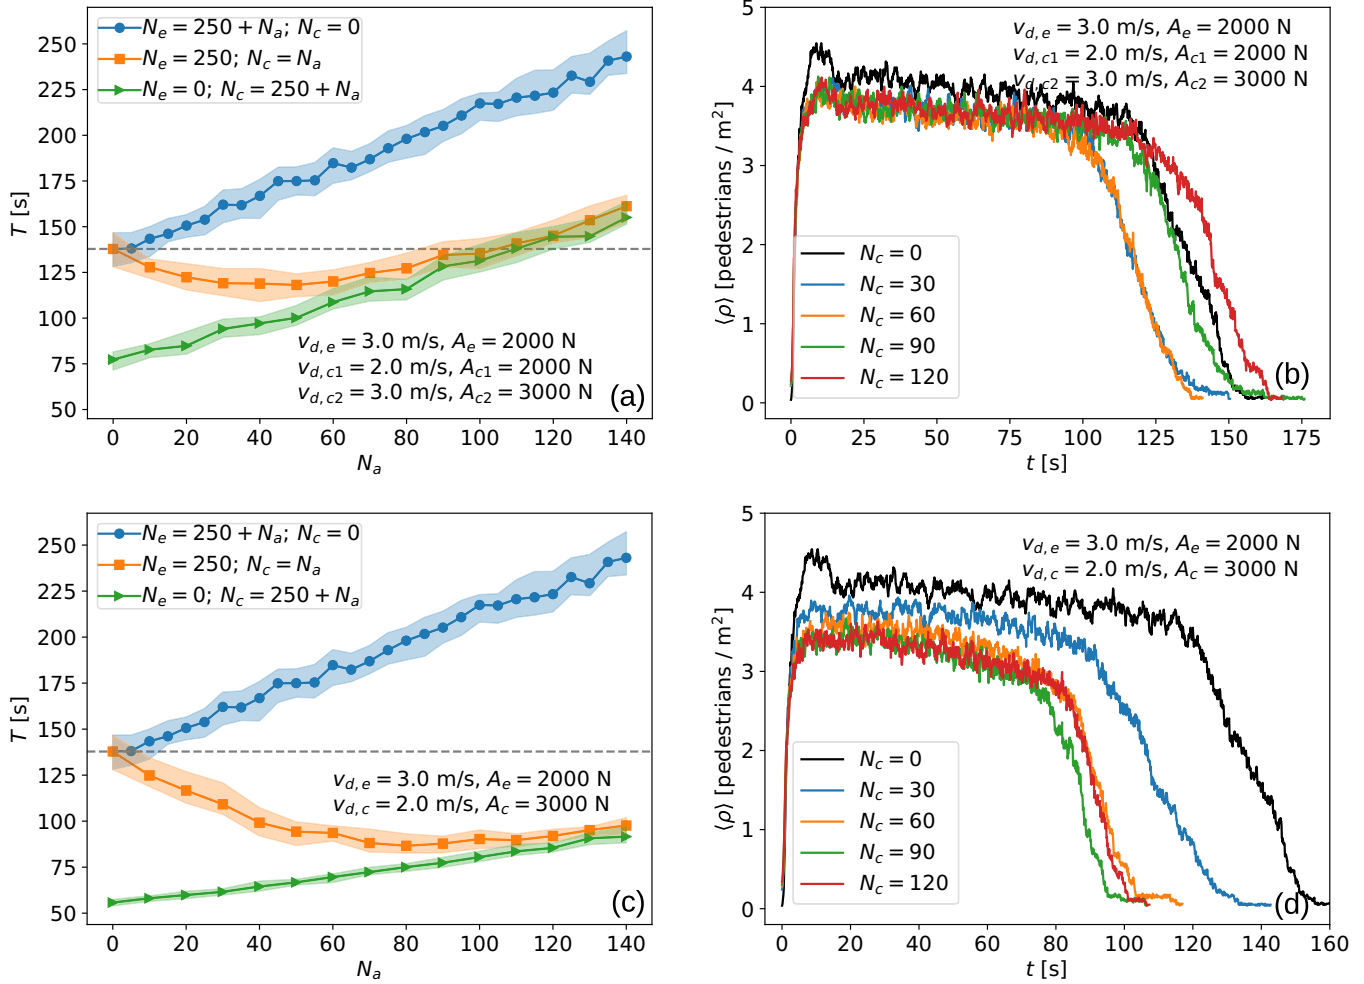 N_e = 250 + N_a; N_c = 0
N_e = 250; N_c = N_a
N_e = 0; N_c = 250 + N_a
T [s]
250
225
200
175
150
125
100
75
50
v_{d,e} = 3.0 m/s, A_e = 2000 N
v_{d,c1} = 2.0 m/s, A_{c1} = 2000 N
v_{d,c2} = 3.0 m/s, A_{c2} = 3000 N
(a)
0 20 40 60 80 100 120 140
N_a
v_{d,e} = 3.0 m/s, A_e = 2000 N
v_{d,c1} = 2.0 m/s, A_{c1} = 2000 N
v_{d,c2} = 3.0 m/s, A_{c2} = 3000 N
⟨ρ⟩ [pedestrians / m²]
5
4
3
2
1
0
N_c = 0
N_c = 30
N_c = 60
N_c = 90
N_c = 120
(b)
0 25 50 75 100 125 150 175
t [s]
N_e = 250 + N_a; N_c = 0
N_e = 250; N_c = N_a
N_e = 0; N_c = 250 + N_a
T [s]
250
225
200
175
150
125
100
75
50
v_{d,e} = 3.0 m/s, A_e = 2000 N
v_{d,c} = 2.0 m/s, A_c = 3000 N
(c)
0 20 40 60 80 100 120 140
N_a
v_{d,e} = 3.0 m/s, A_e = 2000 N
v_{d,c} = 2.0 m/s, A_c = 3000 N
⟨ρ⟩ [pedestrians / m²]
5
4
3
2
1
0
N_c = 0
N_c = 30
N_c = 60
N_c = 90
N_c = 120
(d)
0 20 40 60 80 100 120 140 160
t [s]